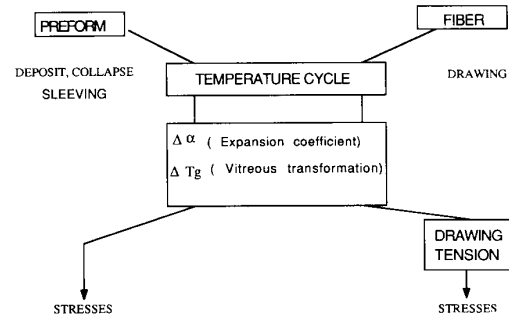 PREFORM
FIBER
DEPOSIT, COLLAPSE
SLEEVING
TEMPERATURE CYCLE
DRAWING
Δ α ( Expansion coefficient)
Δ Tg ( Vitreous transformation)
DRAWING
TENSION
STRESSES
STRESSES